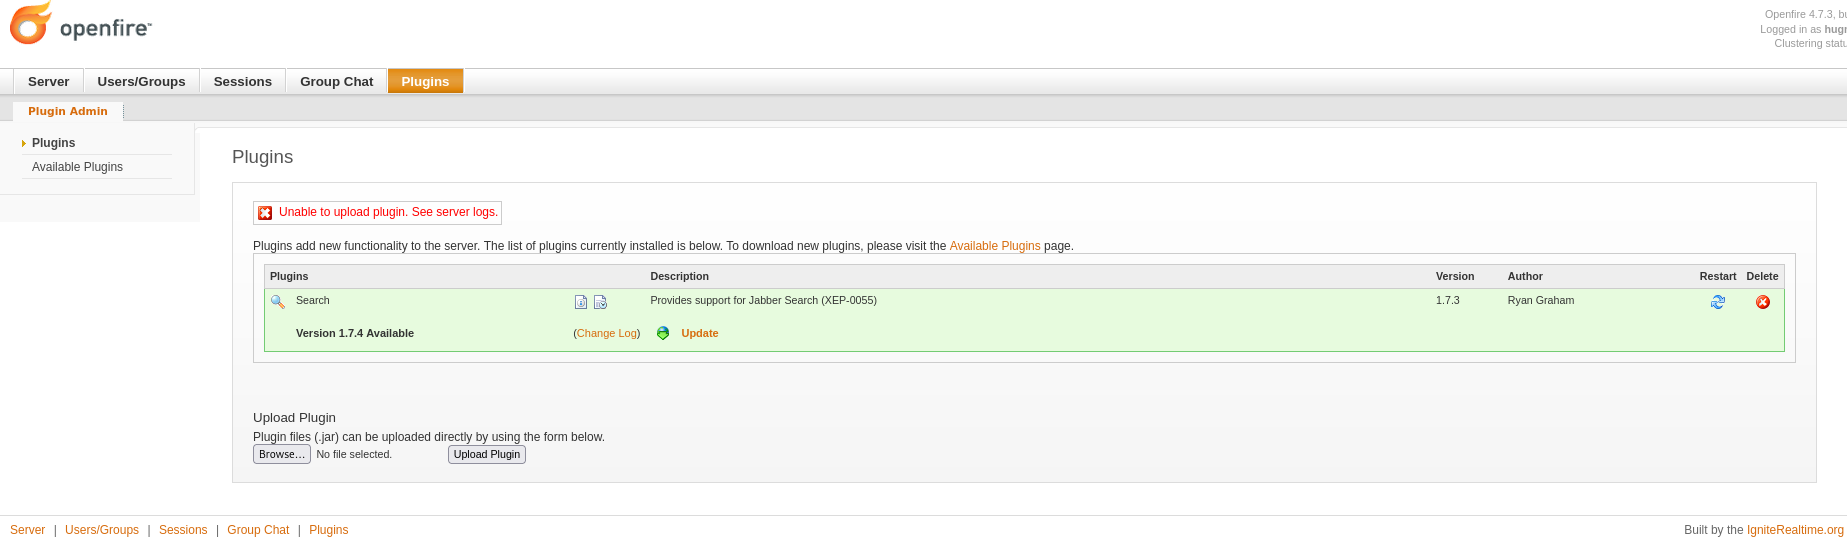 openfire™
Openfire 4.7.3, bu
Logged in as hugr
Clustering statu
Server Users/Groups Sessions Group Chat Plugins
Plugin Admin
Plugins
Available Plugins
Plugins
Unable to upload plugin. See server logs.
Plugins add new functionality to the server. The list of plugins currently installed is below. To download new plugins, please visit the Available Plugins page.
Plugins Description Version Author Restart Delete
Search Provides support for Jabber Search (XEP-0055) 1.7.3 Ryan Graham
Version 1.7.4 Available (Change Log) Update
Upload Plugin
Plugin files (.jar) can be uploaded directly by using the form below.
Browse... No file selected. Upload Plugin
Server | Users/Groups | Sessions | Group Chat | Plugins
Built by the IgniteRealtime.org